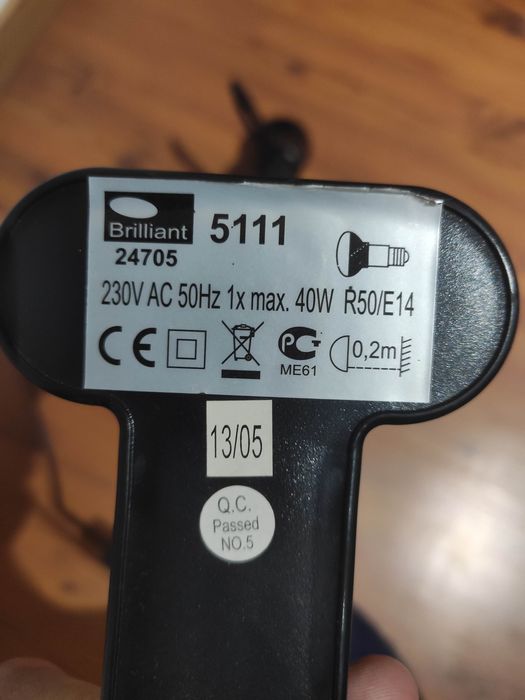 Brilliant 5111
24705
230V AC 50Hz 1x max. 40W R50/E14
CE PG 0,2m
ME61
13/05
Q.C.
Passed
NO.5